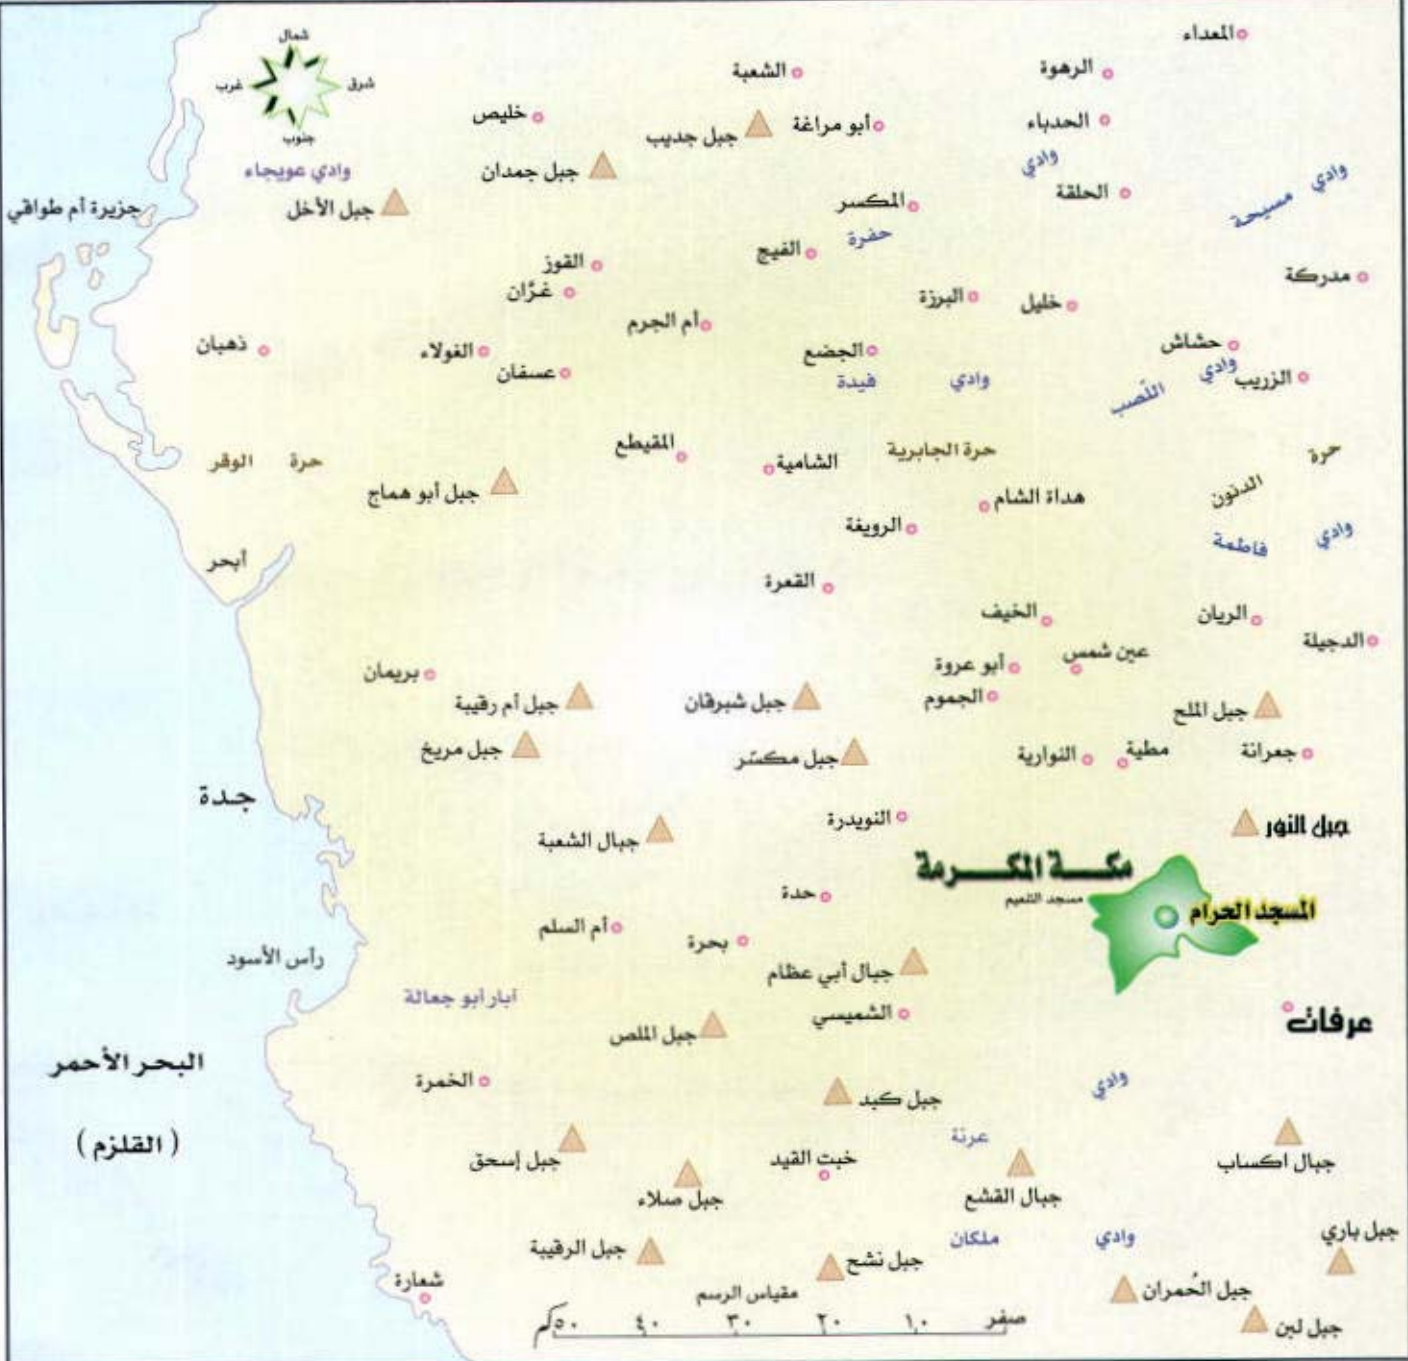 المعداء
شمال
الشعبة
الرهوة
غرب
شرق
خليص
جبل جديب
أبو مراغة
الحدباء
جنوب
وادي
وادي عويجاء
جبل جمدان
وادي مسيحة
الحلقة
جزيرة أم طواقي
جبل الأخل
المكسر
حفرة
الفيج
القوز
مدركة
غرَّان
البرزة
خليل
أم الجرم
ذهبان
الغولاء
الجضع
حشاش
عسفان
فيدة
وادي
وادي
الزريب
اللّصب
المقيطع
حرة الجابرية
حرة
حرة
الوقر
الشامية
جبل أبو هماج
هداة الشام
الدنون
الرويغة
وادي
فاطمة
أبحر
القعرة
الخيف
الريان
الدجيلة
عين شمس
أبو عروة
بريمان
جبل أم رقيبة
جبل شبرقان
الجموم
جبل الملح
جبل مريخ
جبل مكسّر
النوارية
مطية
جعرانة
جدة
النويدرة
جبل النور
جبال الشعبة
مكة المكرمة
حدة
مسجد التنعيم
المسجد الحرام
أم السلم
بحرة
رأس الأسود
جبال أبي عظام
آبار أبو جعالة
الشميسي
عرفات
جبل الملص
البحر الأحمر
الخمرة
وادي
جبل كبد
(القلزم)
عرنة
جبل إسحق
خبت القيد
جبال اكساب
جبل صلاء
جبال القشع
جبل باري
وادي
ملكان
جبل الرقيبة
جبل نشح
شعارة
مقياس الرسم
جبل الحُمران
صفر ١٠ ٢٠ ٣٠ ٤٠ ٥٠كم
جبل لبن